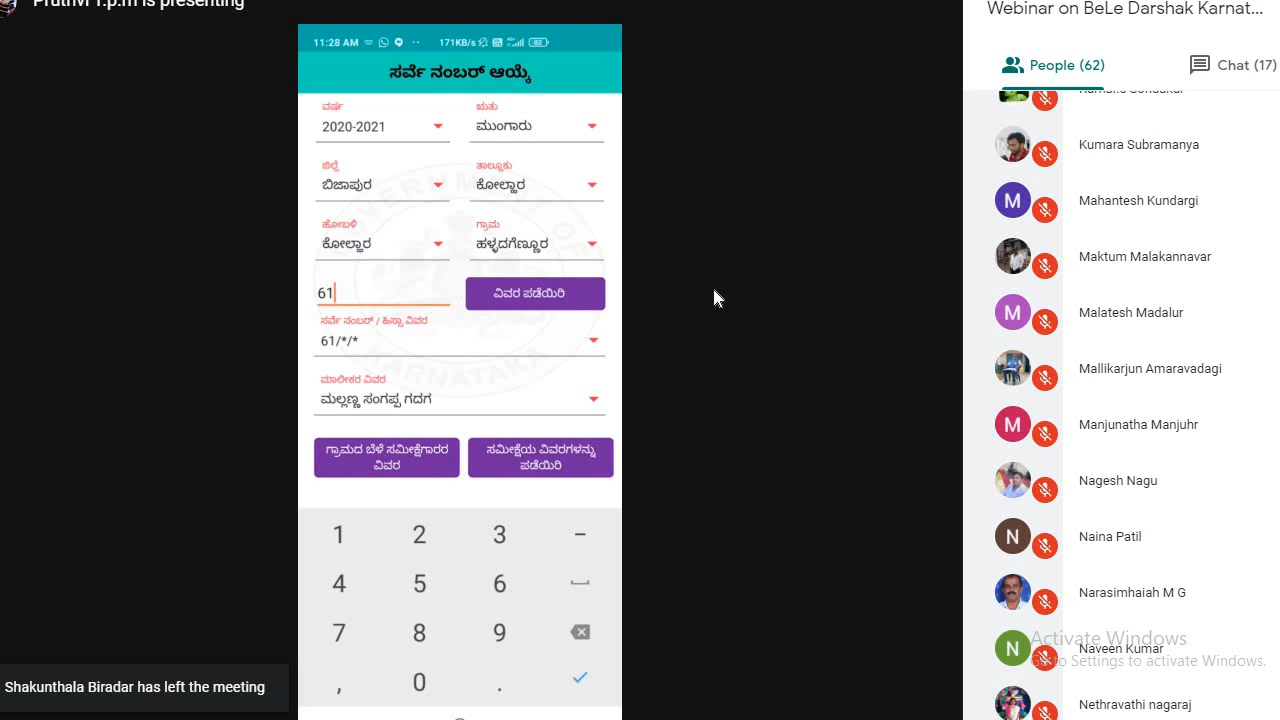 Pruthvi T.p.m is presenting
Webinar on BeLe Darshak Karnat...
People (62)
Chat (17)
11:28 AM
171KB/s
ಸರ್ವೆ ನಂಬರ್ ಆಯ್ಕೆ
ವರ್ಷ
ಋತು
2020-2021
ಮುಂಗಾರು
ಜಿಲ್ಲೆ
ತಾಲ್ಲೂಕು
ಬಿಜಾಪುರ
ಕೋಲ್ಹಾರ
ಹೋಬಳಿ
ಗ್ರಾಮ
ಕೋಲ್ಹಾರ
ಹಳ್ಳದಗೆಣ್ಣೂರ
61
ವಿವರ ಪಡೆಯಿರಿ
ಸರ್ವೆ ನಂಬರ್ / ಹಿಸ್ಸಾ ವಿವರ
61/*/*
ಮಾಲೀಕರ ವಿವರ
ಮಲ್ಲಣ್ಣ ಸಂಗಪ್ಪ ಗದಗ
ಗ್ರಾಮದ ಬೆಳೆ ಸಮೀಕ್ಷೆಗಾರರ
ವಿವರ
ಸಮೀಕ್ಷೆಯ ವಿವರಗಳನ್ನು
ಪಡೆಯಿರಿ
GOVERNMENT OF
KARNATAKA
1 2 3 -
4 5 6
7 8 9
, 0 .
Kumara Subramanya
M Mahantesh Kundargi
Maktum Malakannavar
M Malatesh Madalur
Mallikarjun Amaravadagi
M Manjunatha Manjuhr
Nagesh Nagu
N Naina Patil
Narasimhaiah M G
N Naveen Kumar
Nethravathi nagaraj
Activate Windows
Go to Settings to activate Windows.
Shakunthala Biradar has left the meeting